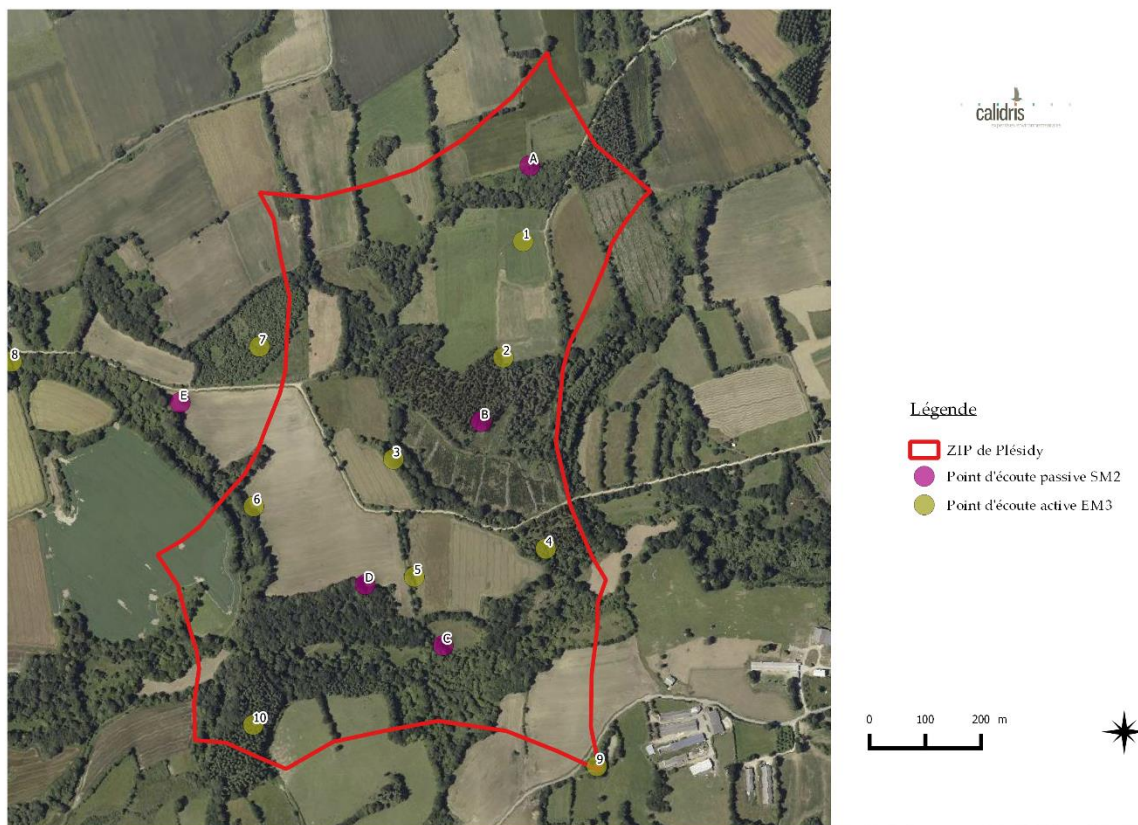 A
1
7
2
8
E
B
3
6
4
5
D
C
10
9
calidris
Légende
ZIP de Plésidy
Point d'écoute passive SM2
Point d'écoute active EM3
0 100 200 m